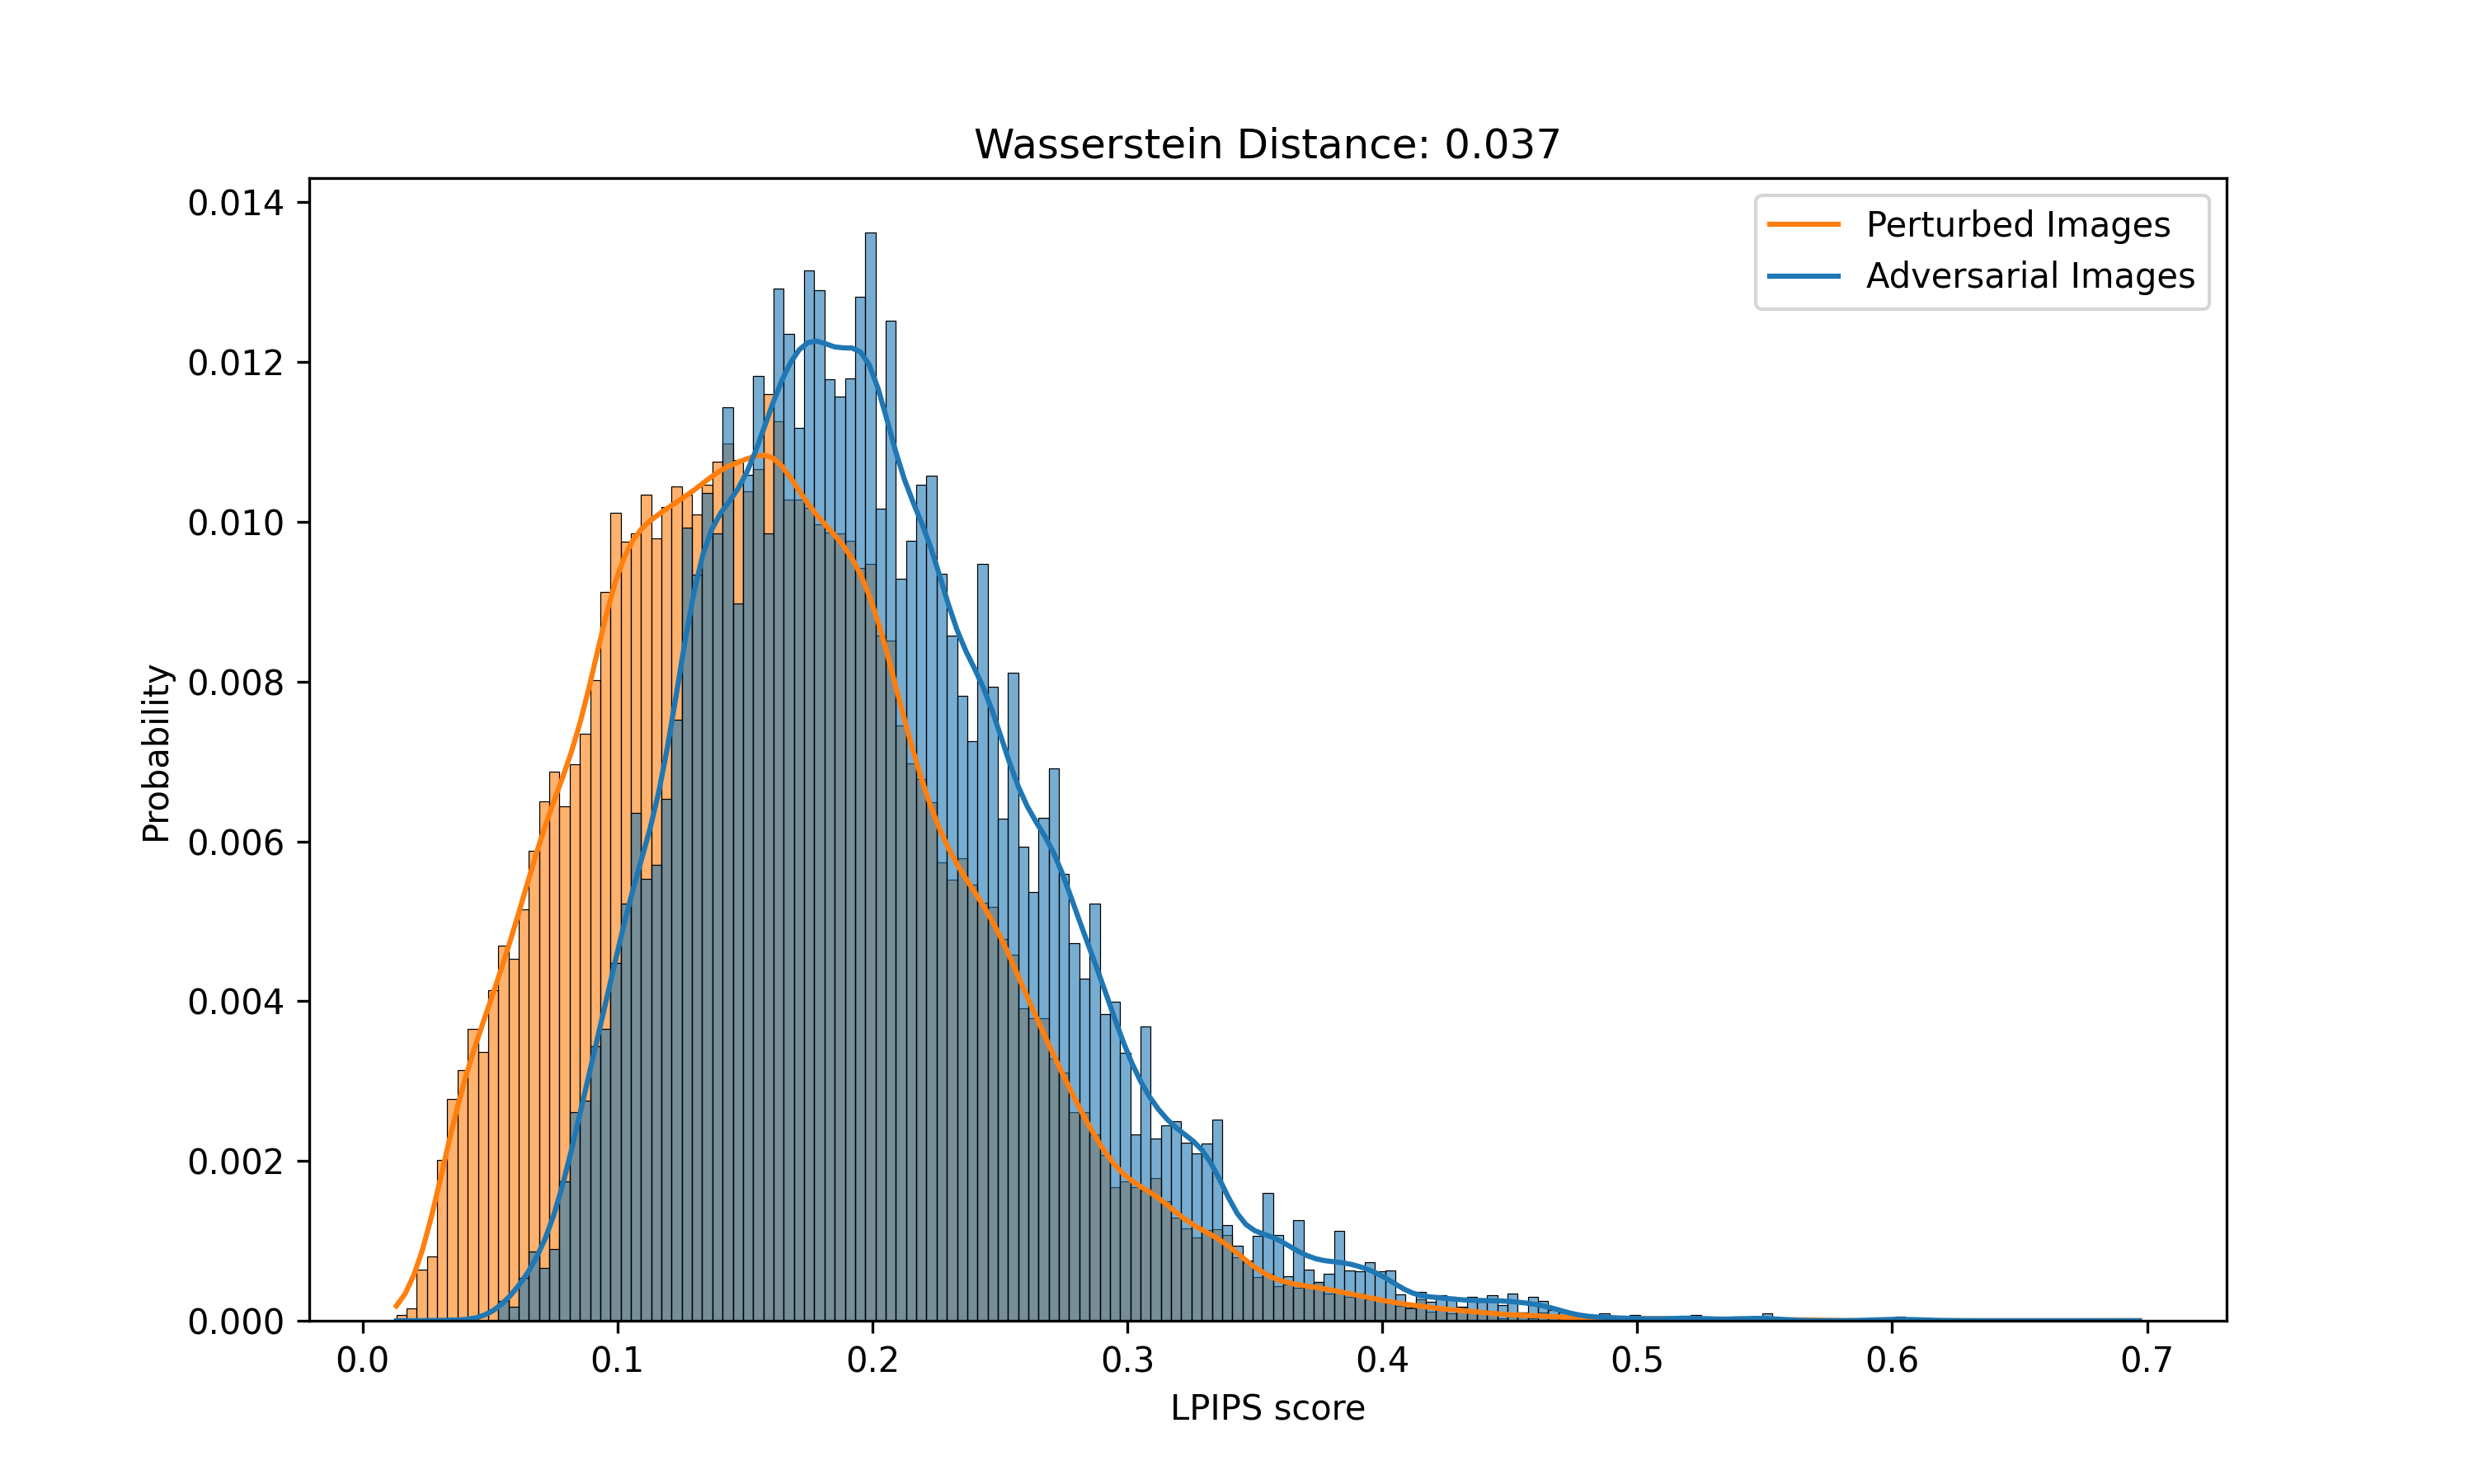 Wasserstein Distance: 0.037
Perturbed Images
Adversarial Images
0.014
0.012
0.010
0.008
0.006
0.004
0.002
0.000
Probability
0.0 0.1 0.2 0.3 0.4 0.5 0.6 0.7
LPIPS score